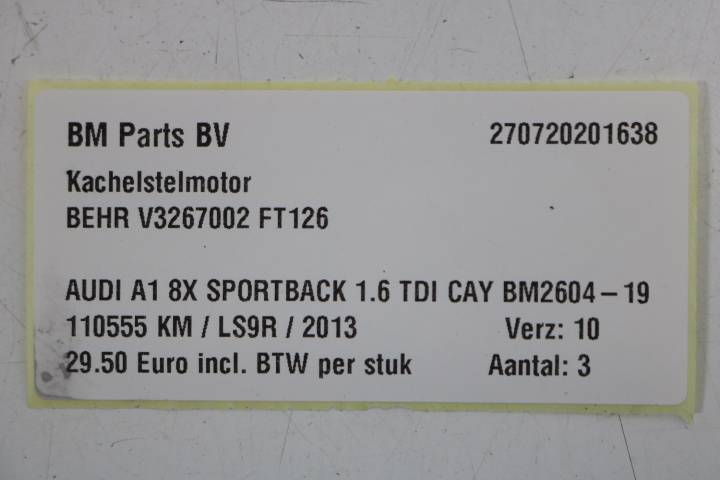 BM Parts BV 270720201638
Kachelstelmotor
BEHR V3267002 FT126
AUDI A1 8X SPORTBACK 1.6 TDI CAY BM2604-19
110555 KM / LS9R / 2013 Verz: 10
29.50 Euro incl. BTW per stuk Aantal: 3